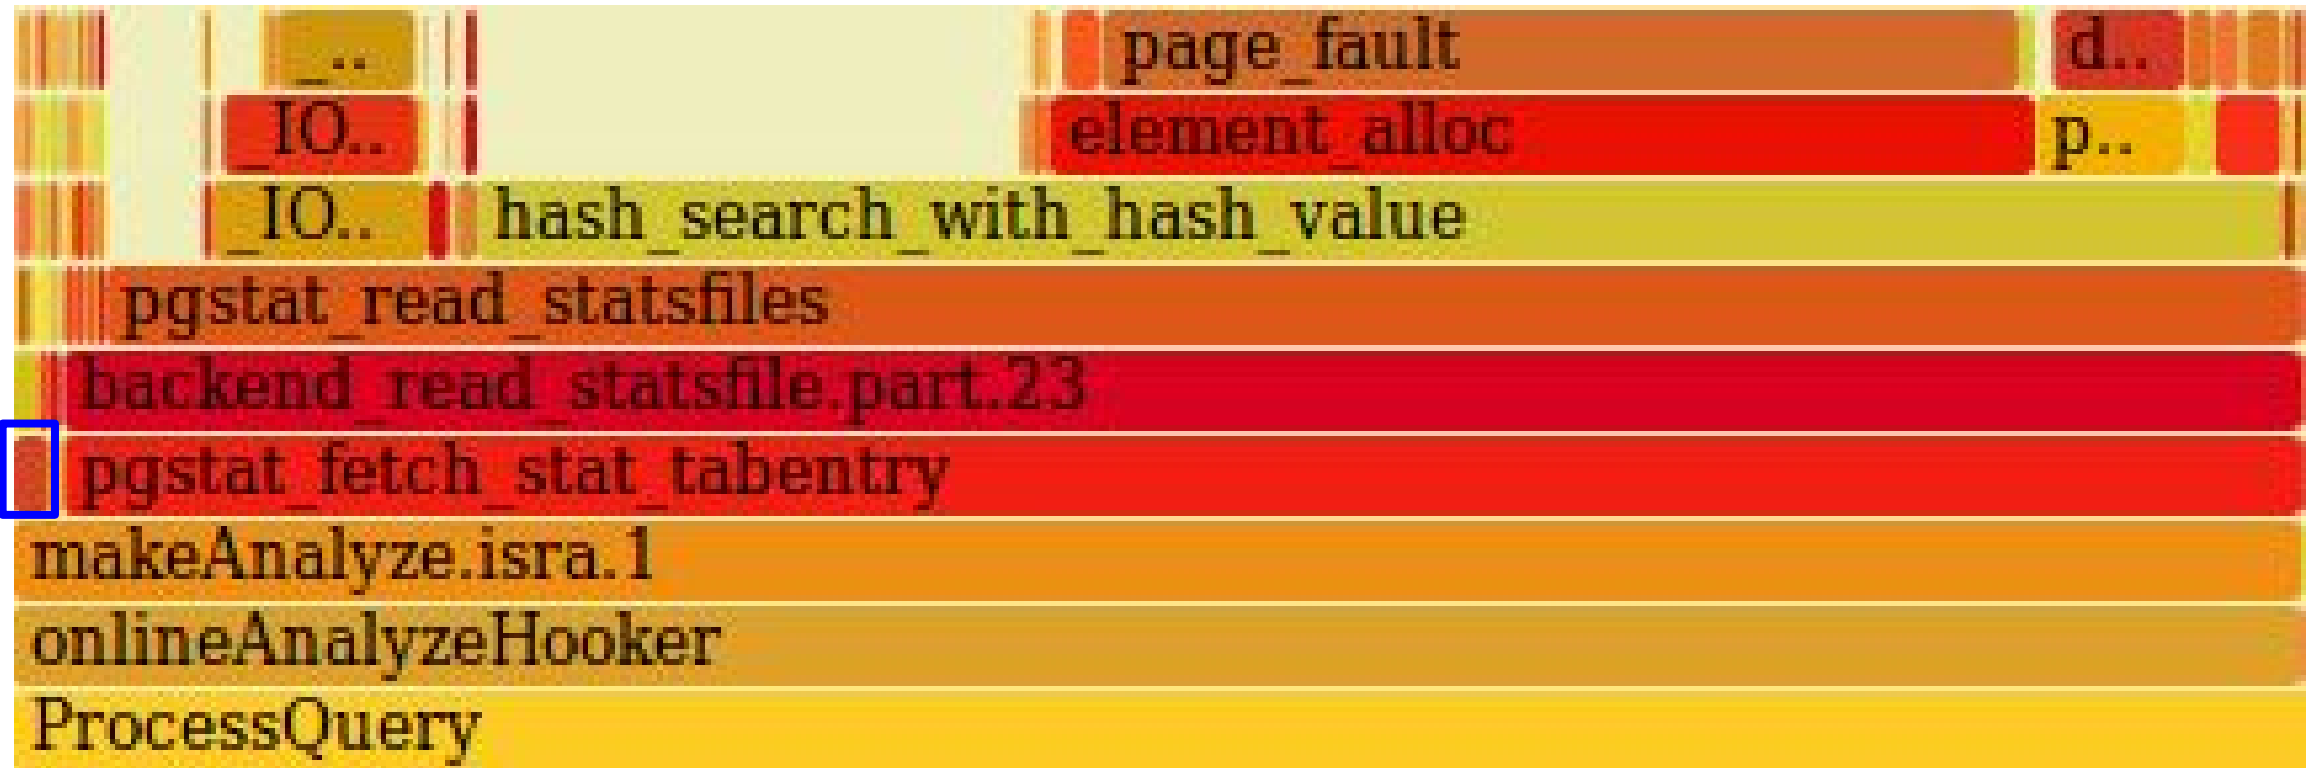 _.. page_fault d..
_IO.. element_alloc p..
_IO.. hash_search_with_hash_value
pgstat_read_statsfiles
backend_read_statsfile.part.23
pgstat_fetch_stat_tabentry
makeAnalyze.isra.1
onlineAnalyzeHooker
ProcessQuery